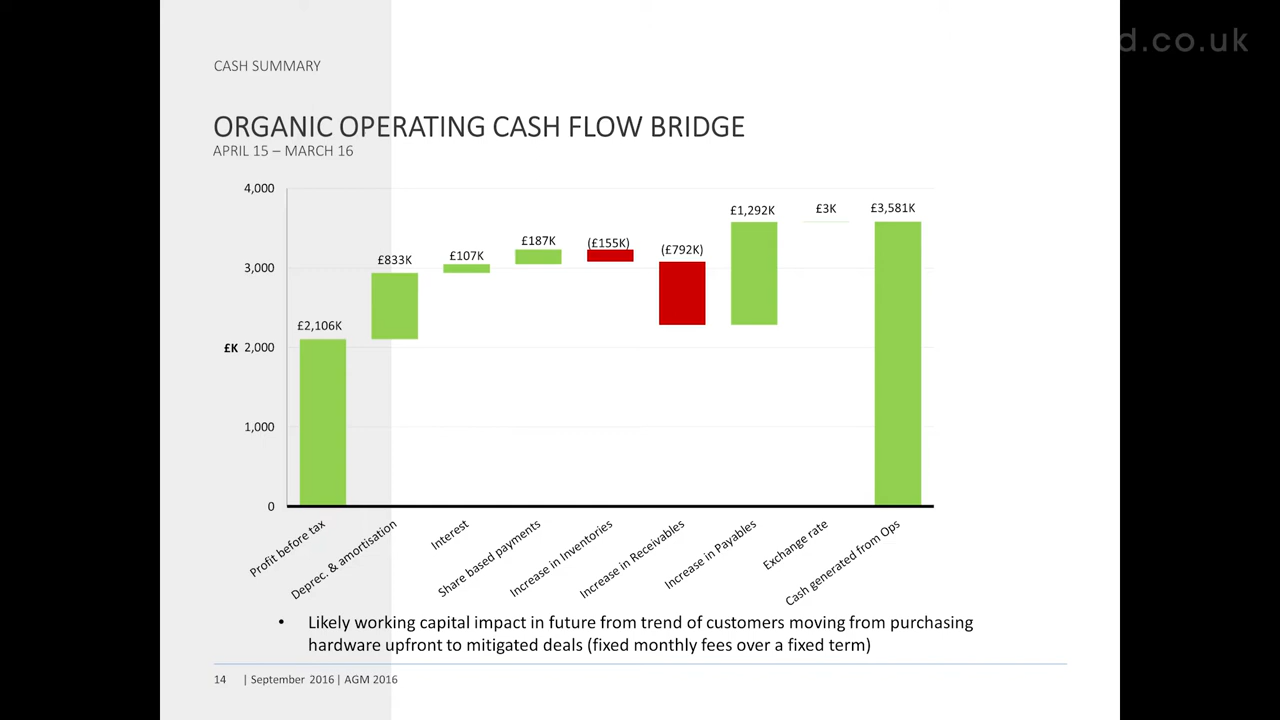 d.co.uk
CASH SUMMARY
ORGANIC OPERATING CASH FLOW BRIDGE
APRIL 15 – MARCH 16
4,000
3,000
£K 2,000
1,000
0
£2,106K
£833K
£107K
£187K
(£155K)
(£792K)
£1,292K
£3K
£3,581K
Profit before tax
Deprec. & amortisation
Interest
Share based payments
Increase in Inventories
Increase in Receivables
Increase in Payables
Exchange rate
Cash generated from Ops
• Likely working capital impact in future from trend of customers moving from purchasing
hardware upfront to mitigated deals (fixed monthly fees over a fixed term)
14 | September 2016 | AGM 2016